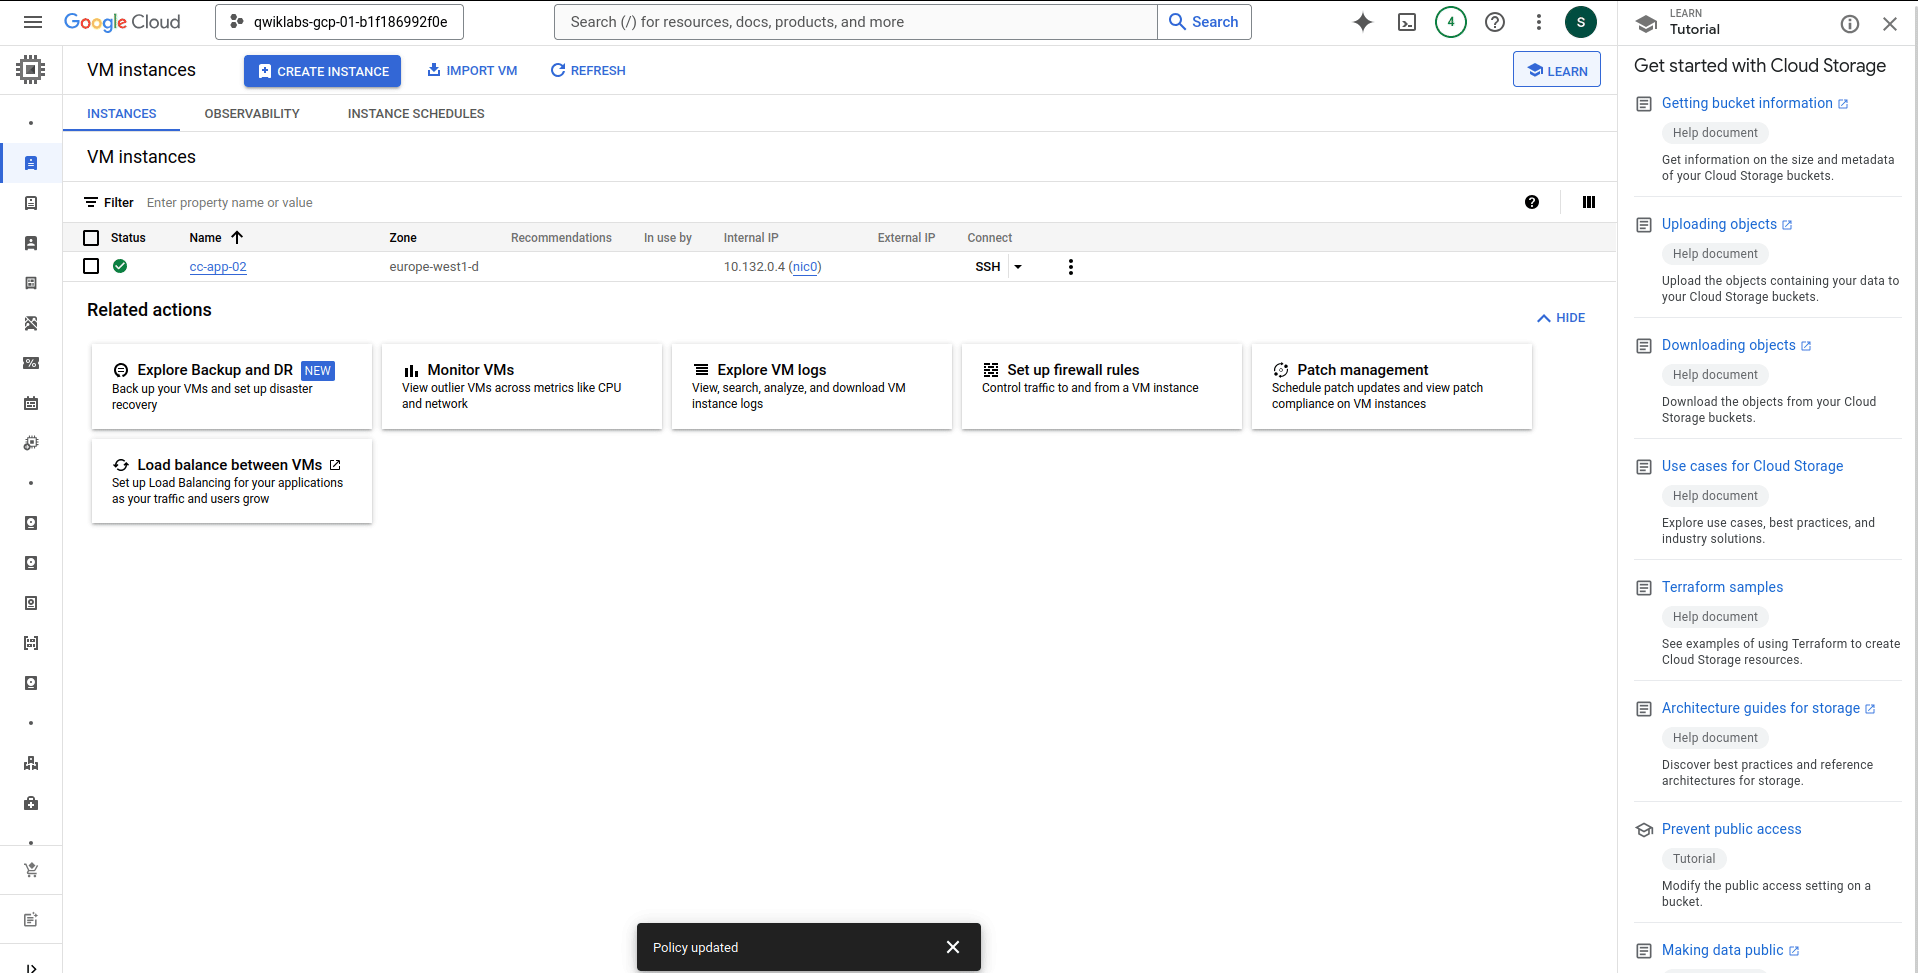 Google Cloud
qwiklabs-gcp-01-b1f186992f0e
Search (/) for resources, docs, products, and more
Search
4
S
LEARN
Tutorial
VM instances
CREATE INSTANCE
IMPORT VM
REFRESH
LEARN
INSTANCES
OBSERVABILITY
INSTANCE SCHEDULES
VM instances
Filter
Enter property name or value
Status
Name
Zone
Recommendations
In use by
Internal IP
External IP
Connect
cc-app-02
europe-west1-d
10.132.0.4 (nic0)
SSH
Related actions
HIDE
Explore Backup and DR NEW
Back up your VMs and set up disaster
recovery
Monitor VMs
View outlier VMs across metrics like CPU
and network
Explore VM logs
View, search, analyze, and download VM
instance logs
Set up firewall rules
Control traffic to and from a VM instance
Patch management
Schedule patch updates and view patch
compliance on VM instances
Load balance between VMs
Set up Load Balancing for your applications
as your traffic and users grow
Policy updated
Get started with Cloud Storage
Getting bucket information
Help document
Get information on the size and metadata
of your Cloud Storage buckets.
Uploading objects
Help document
Upload the objects containing your data to
your Cloud Storage buckets.
Downloading objects
Help document
Download the objects from your Cloud
Storage buckets.
Use cases for Cloud Storage
Help document
Explore use cases, best practices, and
industry solutions.
Terraform samples
Help document
See examples of using Terraform to create
Cloud Storage resources.
Architecture guides for storage
Help document
Discover best practices and reference
architectures for storage.
Prevent public access
Tutorial
Modify the public access setting on a
bucket.
Making data public